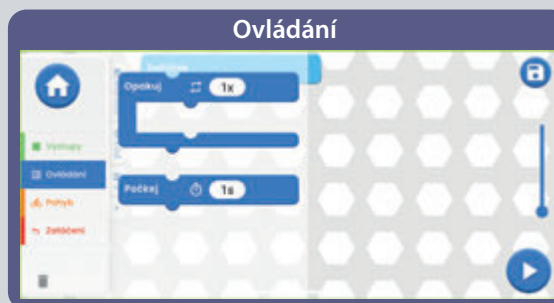 Ovládání
Opakuj 1x
Výstupy
Ovládání
Počkej 1s
Pohyb
Zatáčení